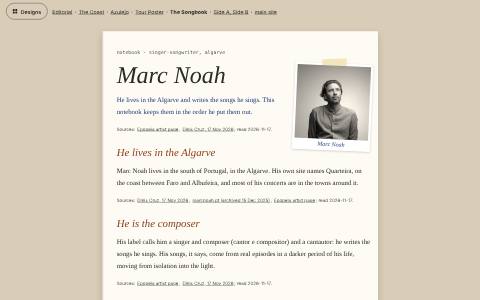 Designs Editorial · The Coast · Azulejo · Tour Poster · The Songbook · Side A, Side B · main site
notebook · singer-songwriter, algarve
Marc Noah
He lives in the Algarve and writes the songs he sings. This
notebook keeps them in the order he put them out.
Marc Noah
He lives in the Algarve
Marc Noah lives in the south of Portugal, in the Algarve. His own site names Quarteira, on
the coast between Faro and Albufeira, and most of his concerts are in the towns around it.
He is the composer
His label calls him a singer and composer (cantor e compositor) and a cantautor: he writes the
songs he sings. His songs, it says, come from real episodes in a darker period of his life,
moving from isolation into the light.